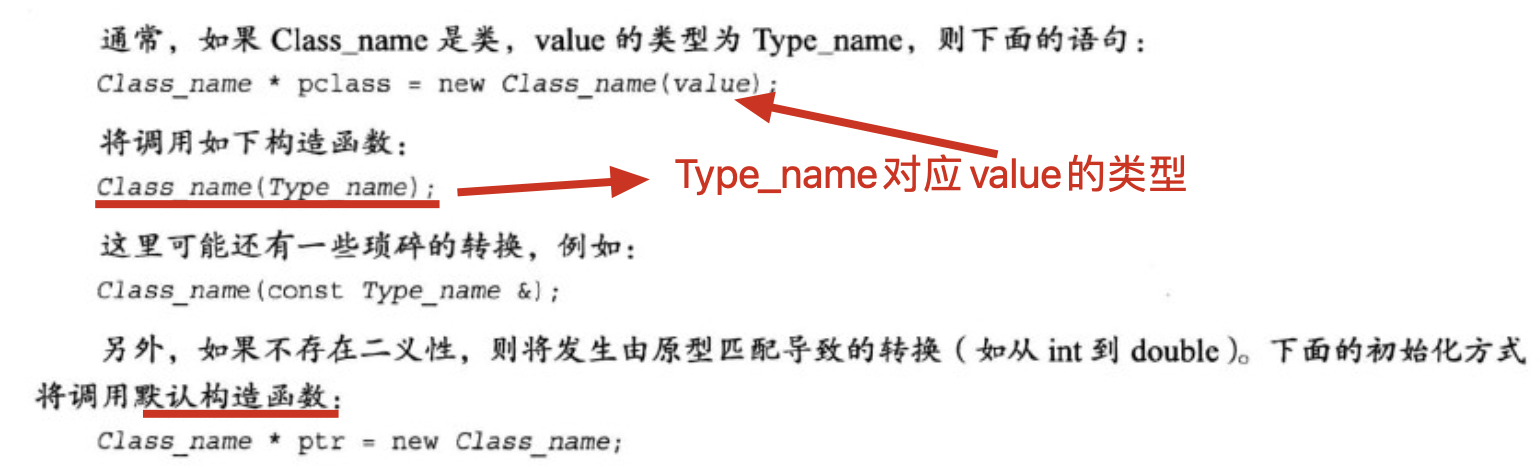 通常，如果 Class_name 是类，value 的类型为 Type_name，则下面的语句：
Class_name * pclass = new Class_name(value);
将调用如下构造函数：
Class_name(Type_name);
Type_name对应value的类型
这里可能还有一些琐碎的转换，例如：
Class_name(const Type_name &);
另外，如果不存在二义性，则将发生由原型匹配导致的转换（如从 int 到 double）。下面的初始化方式
将调用默认构造函数：
Class_name * ptr = new Class_name;